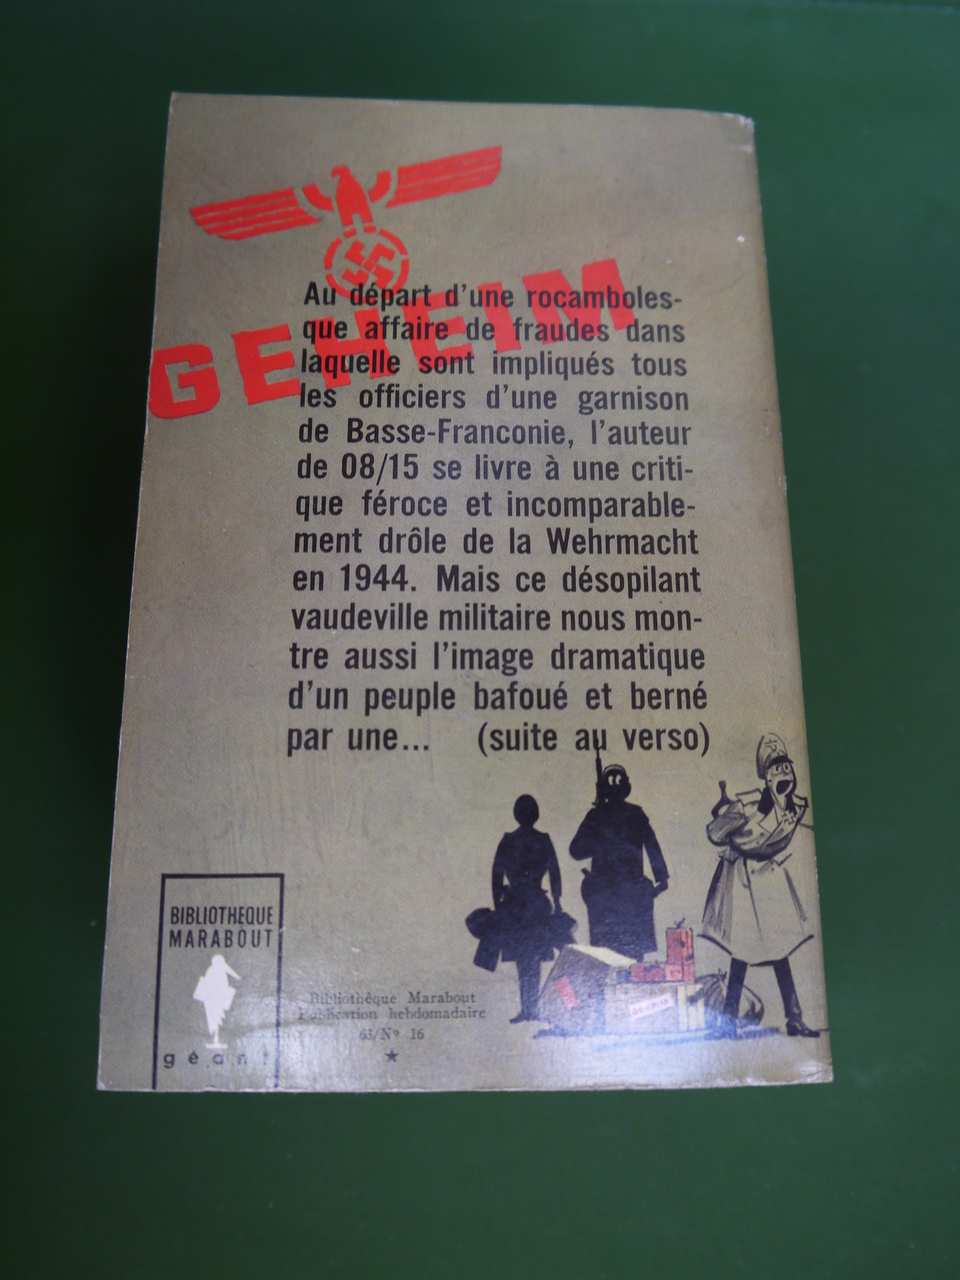 GEHEIM
Au départ d'une rocamboles-
que affaire de fraudes dans
laquelle sont impliqués tous
les officiers d'une garnison
de Basse-Franconie, l'auteur
de 08/15 se livre à une criti-
que féroce et incomparable-
ment drôle de la Wehrmacht
en 1944. Mais ce désopilant
vaudeville militaire nous mon-
tre aussi l'image dramatique
d'un peuple bafoué et berné
par une... (suite au verso)
BIBLIOTHEQUE
MARABOUT
géant
Bibliothèque Marabout
Publication hebdomadaire
63/Nº 16